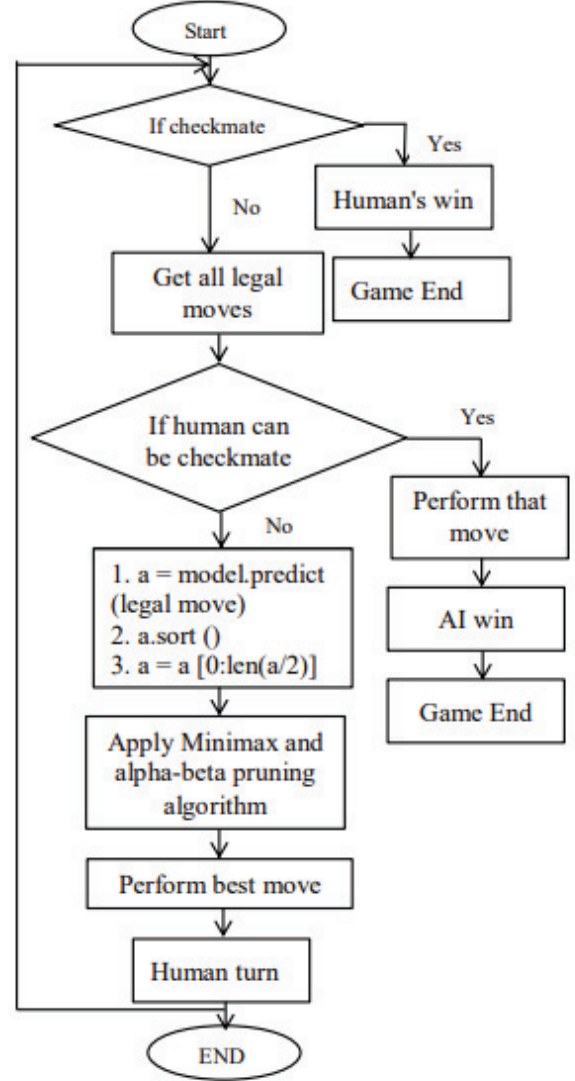 Start
If checkmate
Yes
No
Human's win
Get all legal
moves
Game End
If human can
be checkmate
Yes
No
Perform that
move
1. a = model.predict
(legal move)
2. a.sort ()
3. a = a [0:len(a/2)]
AI win
Game End
Apply Minimax and
alpha-beta pruning
algorithm
Perform best move
Human turn
END